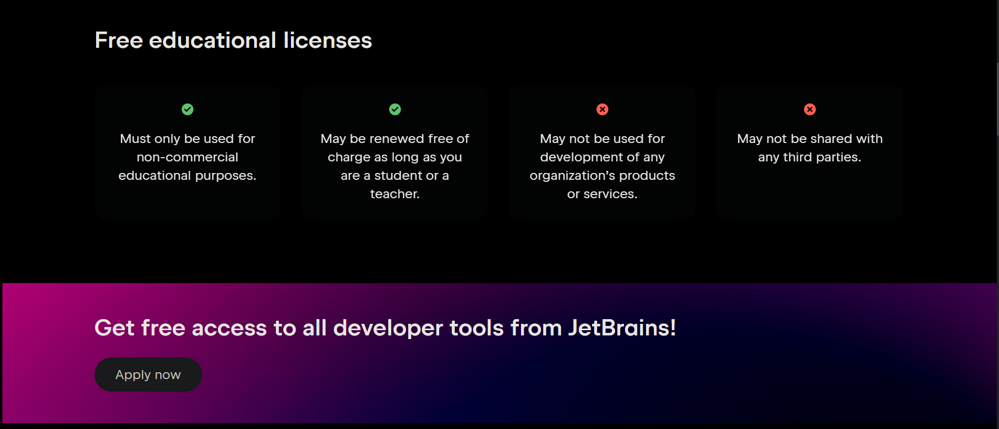 Free educational licenses
Must only be used for
non-commercial
educational purposes.
May be renewed free of
charge as long as you
are a student or a
teacher.
May not be used for
development of any
organization’s products
or services.
May not be shared with
any third parties.
Get free access to all developer tools from JetBrains!
Apply now